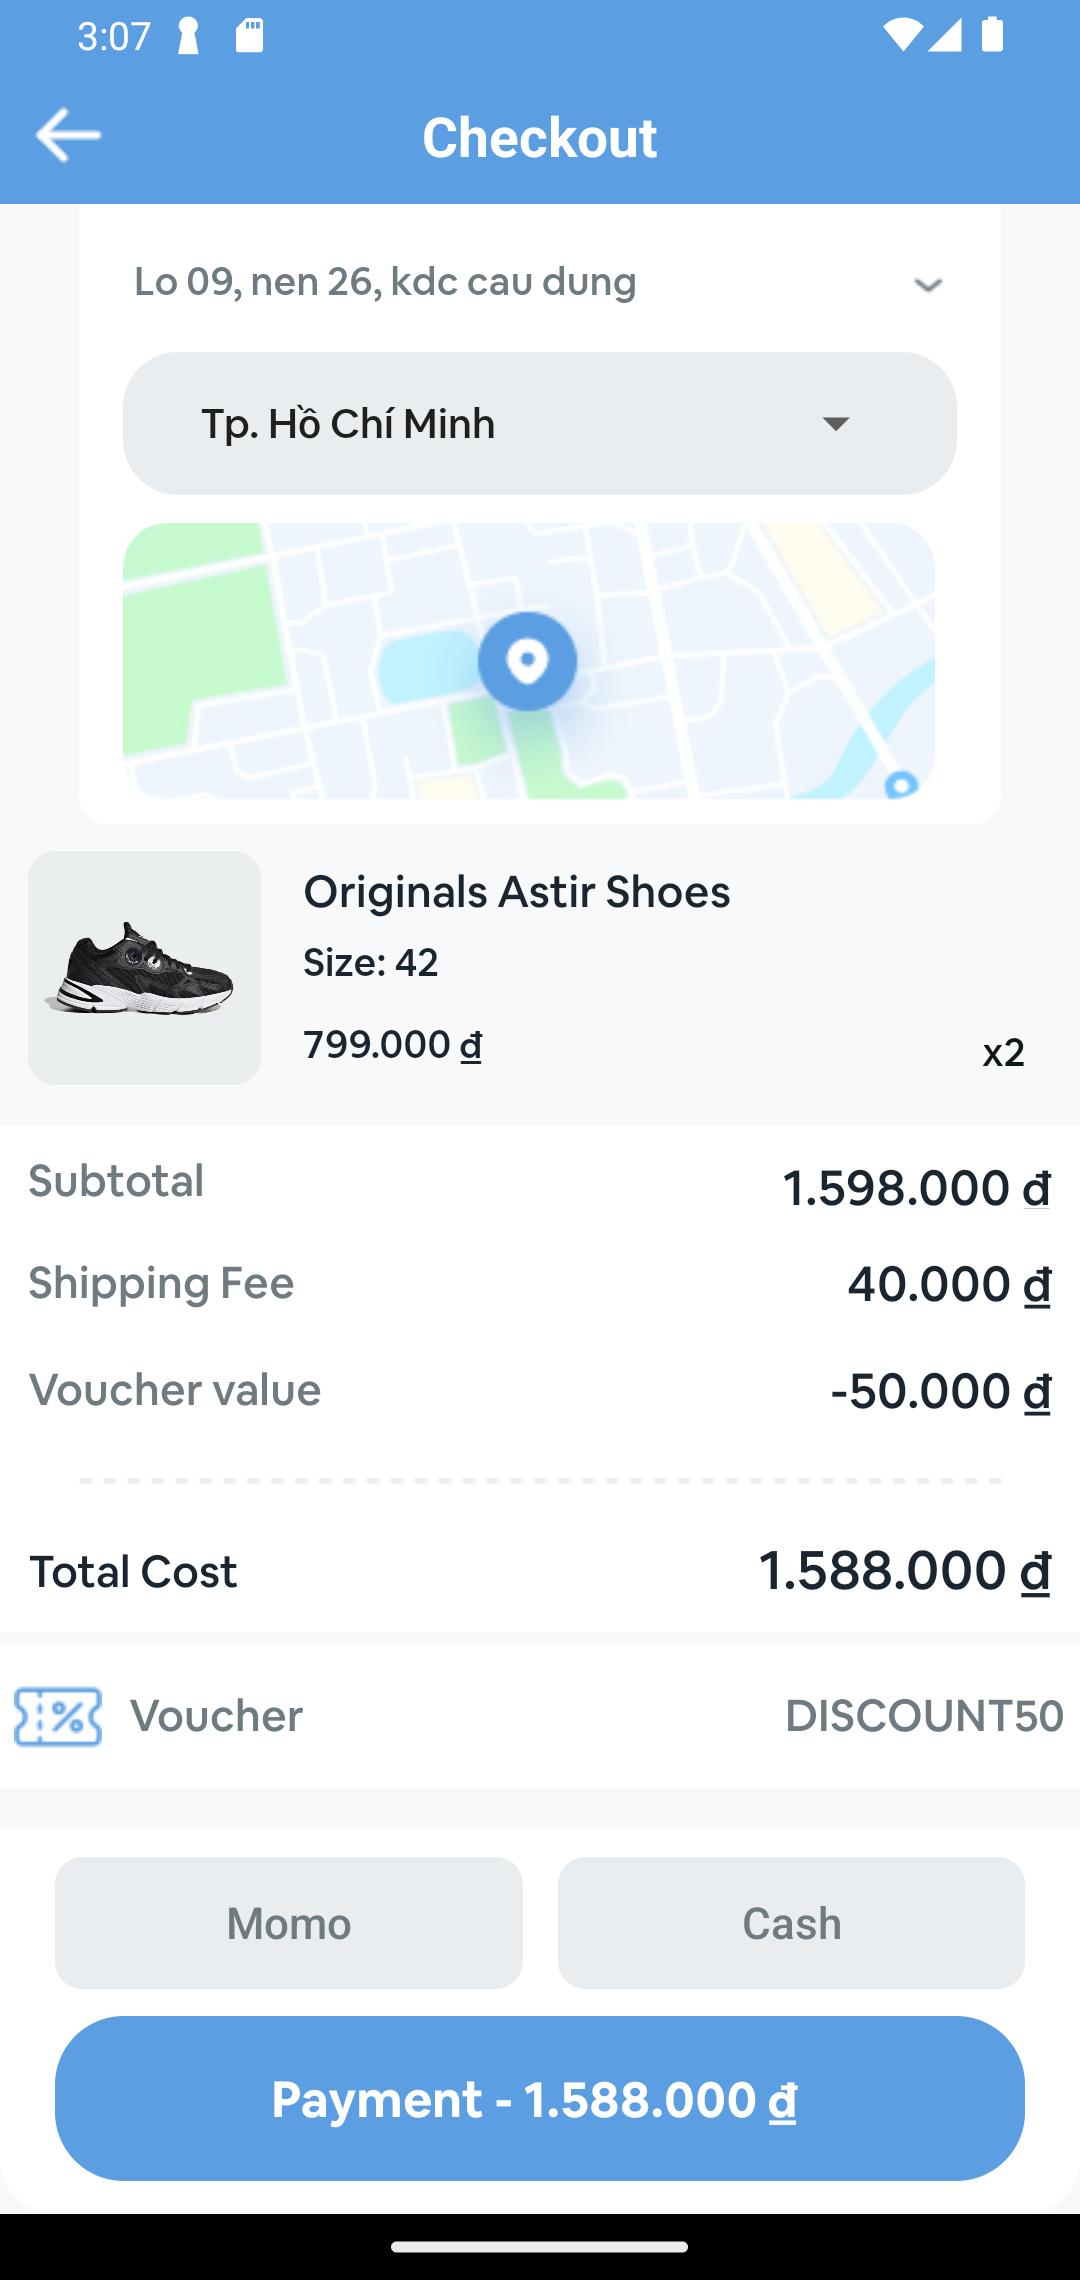 3:07
Checkout
Lo 09, nen 26, kdc cau dung
Tp. Hồ Chí Minh
Originals Astir Shoes
Size: 42
799.000 ₫
x2
Subtotal
1.598.000 ₫
Shipping Fee
40.000 ₫
Voucher value
-50.000 ₫
Total Cost
1.588.000 ₫
Voucher
DISCOUNT50
Momo
Cash
Payment - 1.588.000 ₫